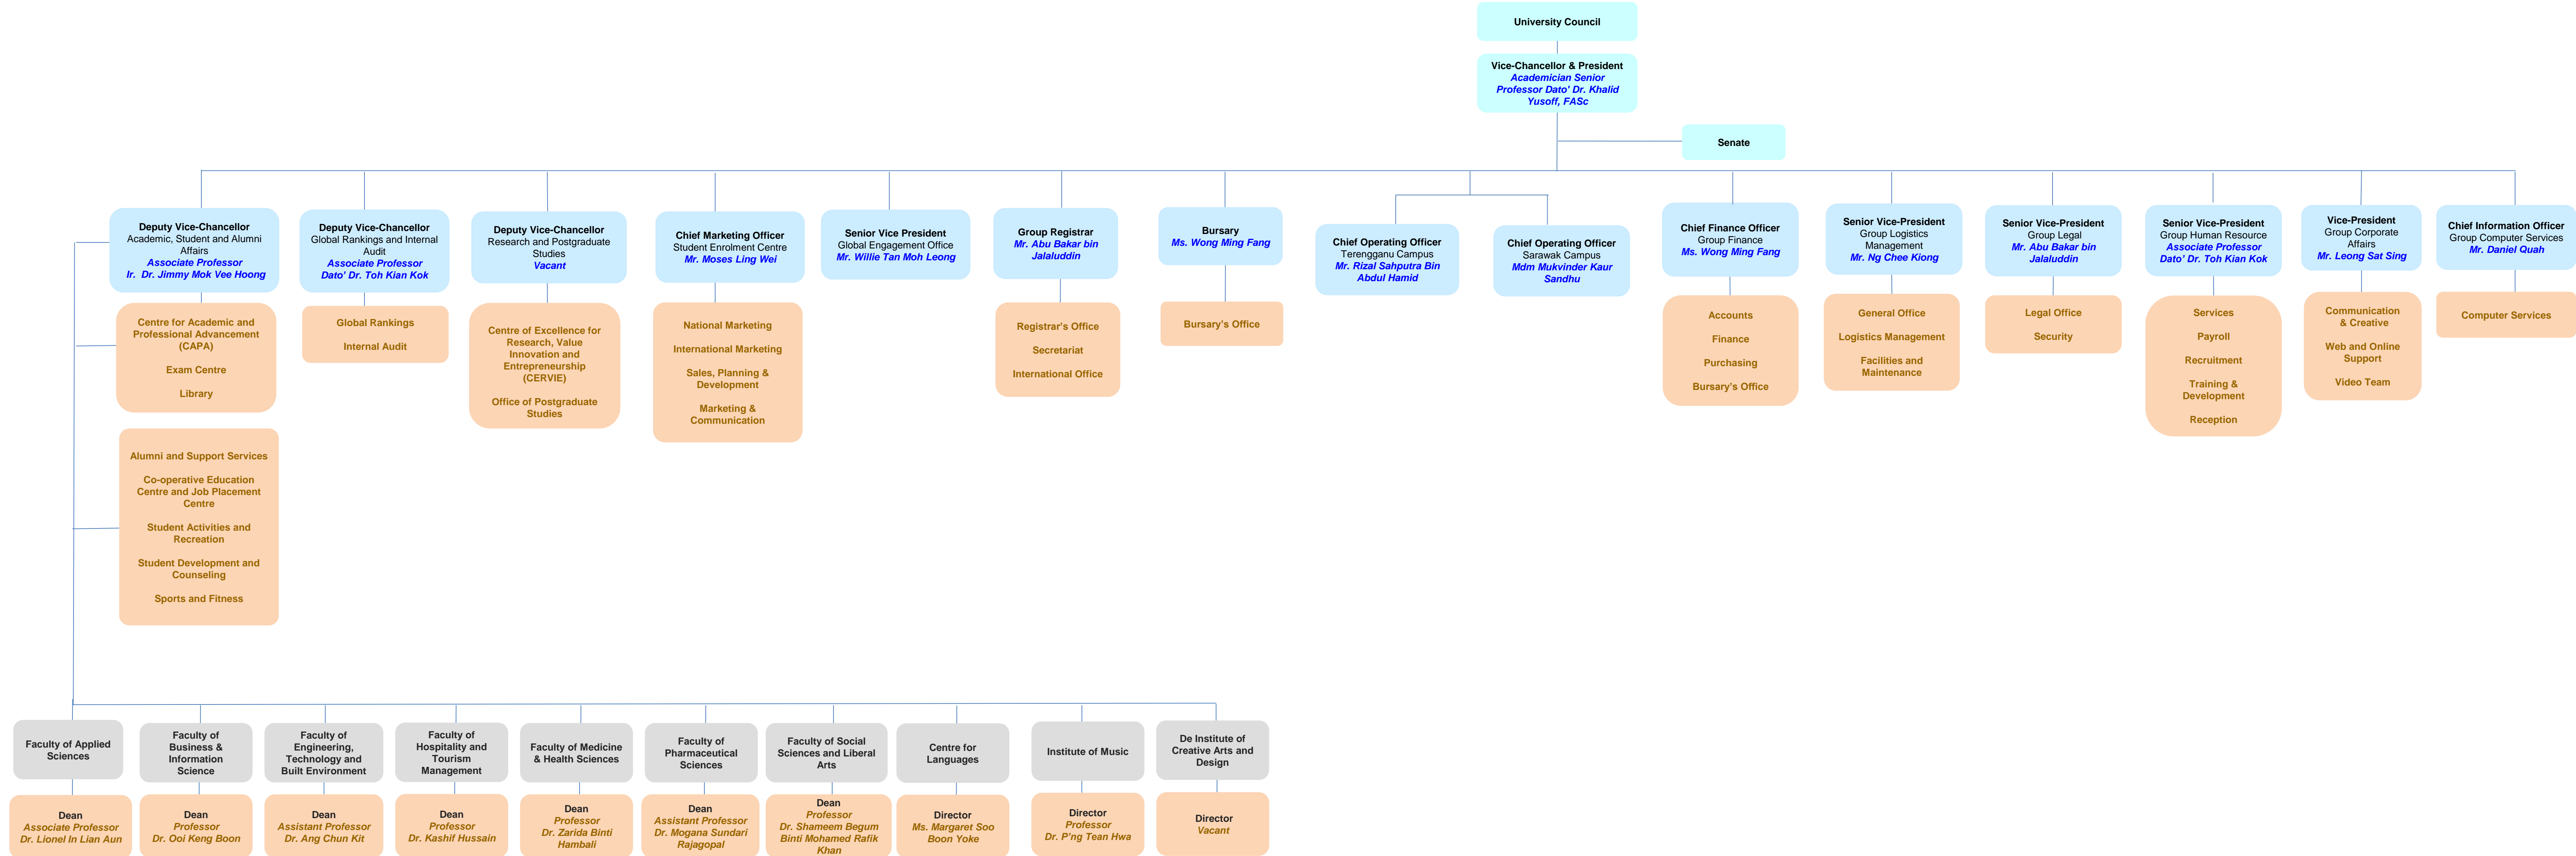 University Council
Vice-Chancellor & President
Academician Senior
Professor Dato' Dr. Khalid
Yusoff, FASc
Senate
Deputy Vice-Chancellor
Academic, Student and Alumni
Affairs
Associate Professor
Ir. Dr. Jimmy Mok Vee Hoong
Deputy Vice-Chancellor
Global Rankings and Internal
Audit
Associate Professor
Dato' Dr. Toh Kian Kok
Deputy Vice-Chancellor
Research and Postgraduate
Studies
Vacant
Chief Marketing Officer
Student Enrolment Centre
Mr. Moses Ling Wei
Senior Vice President
Global Engagement Office
Mr. Willie Tan Moh Leong
Group Registrar
Mr. Abu Bakar bin
Jalaluddin
Bursary
Ms. Wong Ming Fang
Chief Operating Officer
Terengganu Campus
Mr. Rizal Sahputra Bin
Abdul Hamid
Chief Operating Officer
Sarawak Campus
Mdm Mukvinder Kaur
Sandhu
Chief Finance Officer
Group Finance
Ms. Wong Ming Fang
Senior Vice-President
Group Logistics
Management
Mr. Ng Chee Kiong
Senior Vice-President
Group Legal
Mr. Abu Bakar bin
Jalaluddin
Senior Vice-President
Group Human Resource
Associate Professor
Dato' Dr. Toh Kian Kok
Vice-President
Group Corporate
Affairs
Mr. Leong Sat Sing
Chief Information Officer
Group Computer Services
Mr. Daniel Quah
Centre for Academic and
Professional Advancement
(CAPA)
Exam Centre
Library
Global Rankings
Internal Audit
Centre of Excellence for
Research, Value
Innovation and
Entrepreneurship
(CERVIE)
Office of Postgraduate
Studies
National Marketing
International Marketing
Sales, Planning &
Development
Marketing &
Communication
Registrar's Office
Secretariat
International Office
Bursary's Office
Accounts
Finance
Purchasing
Bursary's Office
General Office
Logistics Management
Facilities and
Maintenance
Legal Office
Security
Services
Payroll
Recruitment
Training &
Development
Reception
Communication
& Creative
Web and Online
Support
Video Team
Computer Services
Alumni and Support Services
Co-operative Education
Centre and Job Placement
Centre
Student Activities and
Recreation
Student Development and
Counseling
Sports and Fitness
Faculty of Applied
Sciences
Faculty of
Business &
Information
Science
Faculty of
Engineering,
Technology and
Built Environment
Faculty of
Hospitality and
Tourism
Management
Faculty of Medicine
& Health Sciences
Faculty of
Pharmaceutical
Sciences
Faculty of Social
Sciences and Liberal
Arts
Centre for
Languages
Institute of Music
De Institute of
Creative Arts and
Design
Dean
Associate Professor
Dr. Lionel In Lian Aun
Dean
Professor
Dr. Ooi Keng Boon
Dean
Assistant Professor
Dr. Ang Chun Kit
Dean
Professor
Dr. Kashif Hussain
Dean
Professor
Dr. Zarida Binti
Hambali
Dean
Assistant Professor
Dr. Mogana Sundari
Rajagopal
Dean
Professor
Dr. Shameem Begum
Binti Mohamed Rafik
Khan
Director
Ms. Margaret Soo
Boon Yoke
Director
Professor
Dr. P'ng Tean Hwa
Director
Vacant